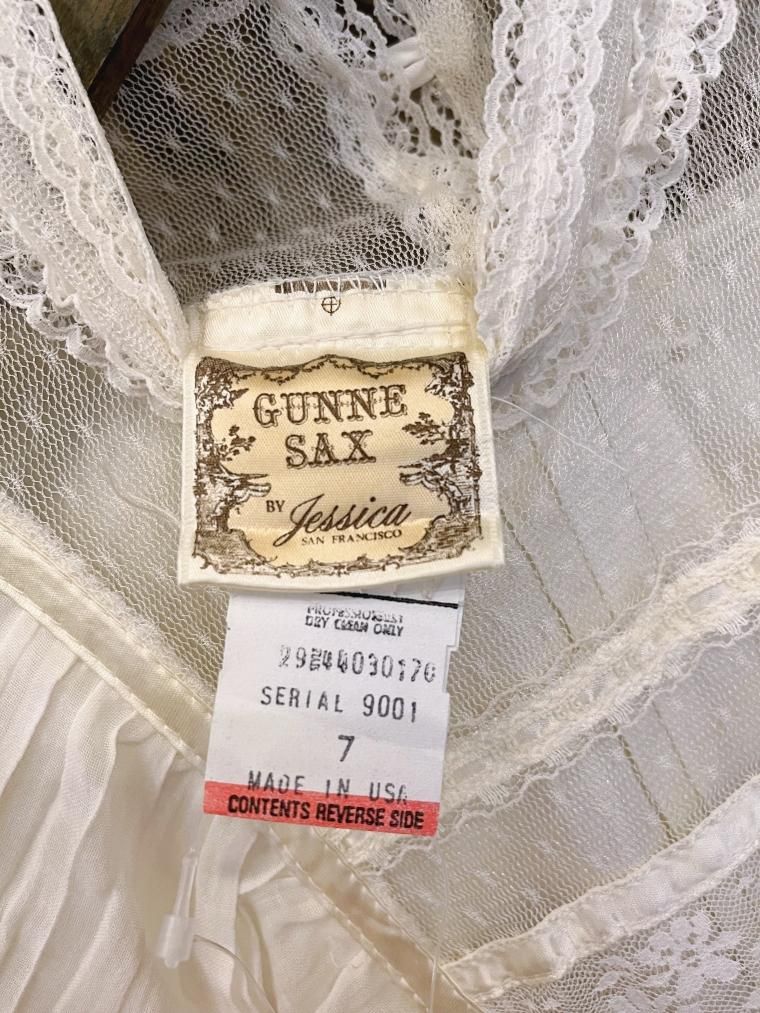 GUNNE
SAX
BY Jessica
SAN FRANCISCO
DRY CLEAN ONLY
SERIAL 9001
7
MADE IN USA
CONTENTS REVERSE SIDE